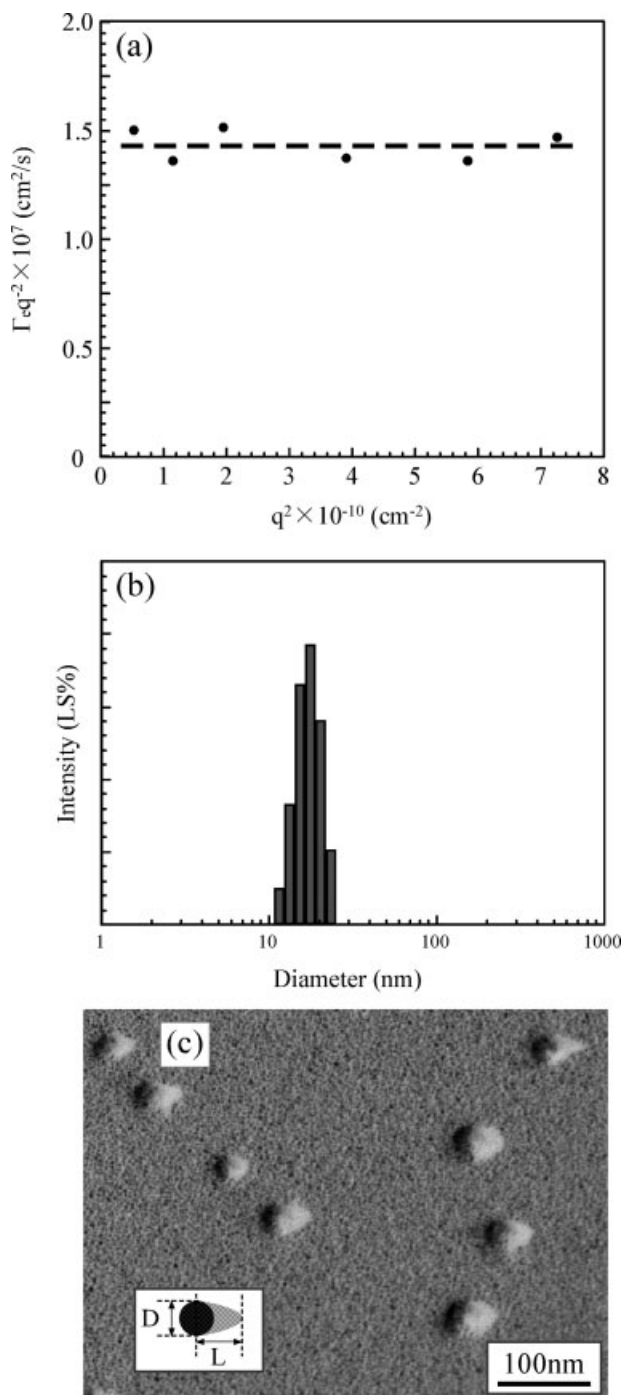 (a)
2.0
1.5
1.0
0.5
0
Γₑq⁻²×10⁷ (cm²/s)
0 1 2 3 4 5 6 7 8
q²×10⁻¹⁰ (cm⁻²)
(b)
Intensity (LS%)
1 10 100 1000
Diameter (nm)
(c)
D
L
100nm